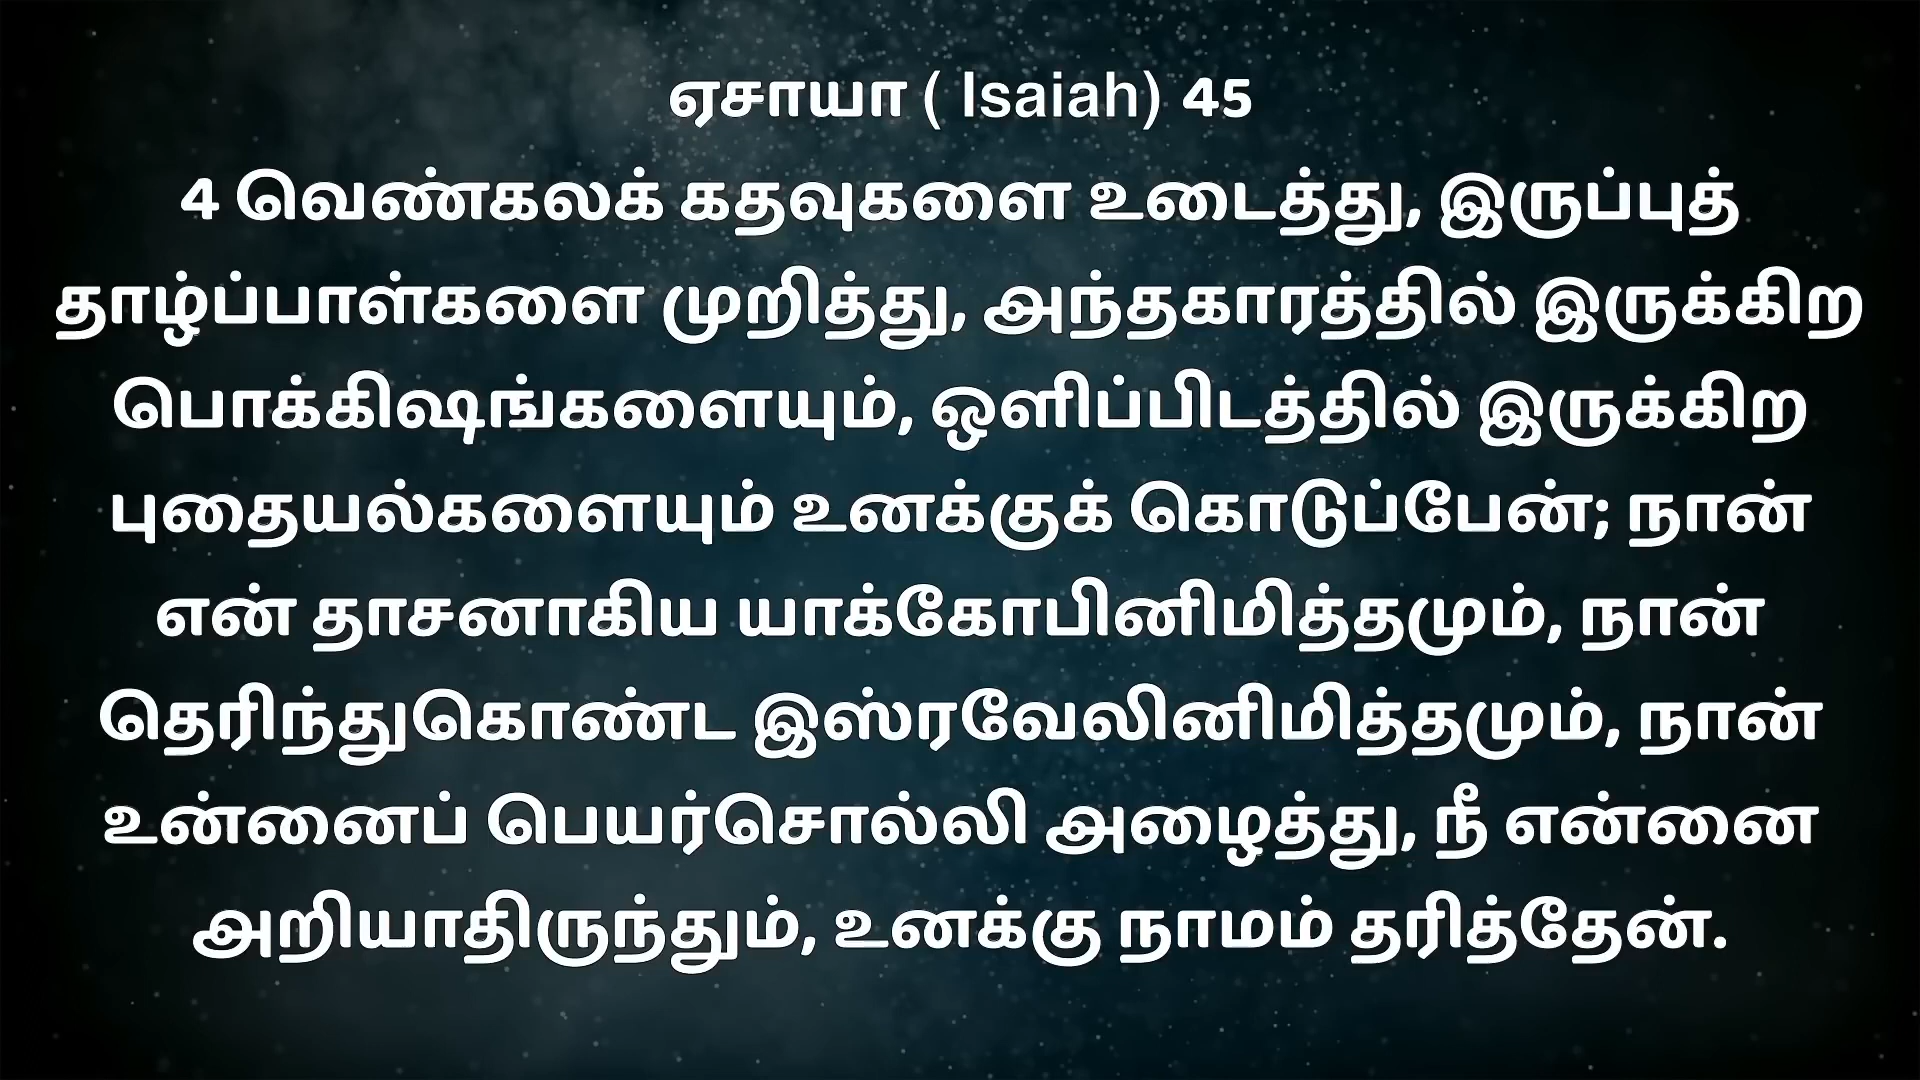 ஏசாயா ( Isaiah) 45
4 வெண்கலக் கதவுகளை உடைத்து, இருப்புத்
தாழ்ப்பாள்களை முறித்து, அந்தகாரத்தில் இருக்கிற
பொக்கிஷங்களையும், ஒளிப்பிடத்தில் இருக்கிற
புதையல்களையும் உனக்குக் கொடுப்பேன்; நான்
என் தாசனாகிய யாக்கோபினிமித்தமும், நான்
தெரிந்துகொண்ட இஸ்ரவேலினிமித்தமும், நான்
உன்னைப் பெயர்சொல்லி அழைத்து, நீ என்னை
அறியாதிருந்தும், உனக்கு நாமம் தரித்தேன்.